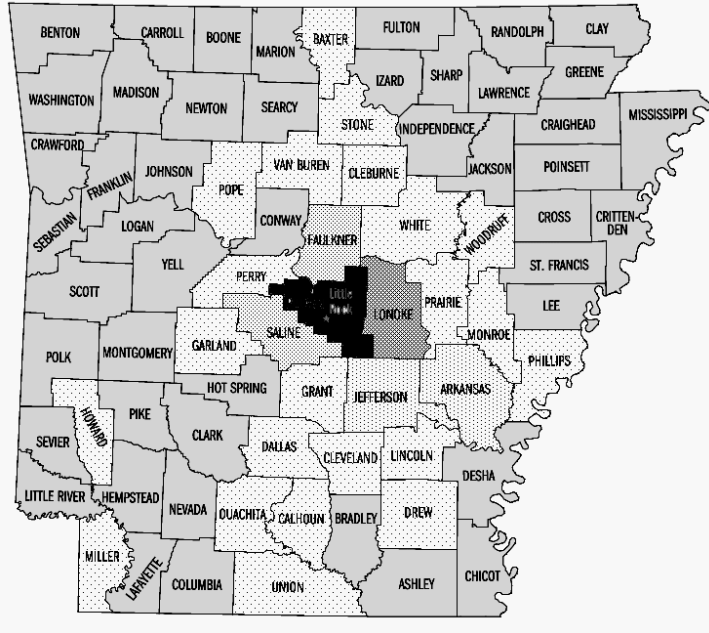 BENTON
CARROLL
BOONE
MARION
BAXTER
FULTON
RANDOLPH
CLAY
WASHINGTON
MADISON
NEWTON
SEARCY
STONE
IZARD
SHARP
LAWRENCE
GREENE
MISSISSIPPI
CRAWFORD
FRANKLIN
JOHNSON
POPE
VAN BUREN
CLEBURNE
INDEPENDENCE
JACKSON
CRAIGHEAD
POINSETT
SEBASTIAN
LOGAN
CONWAY
FAULKNER
WHITE
WOODRUFF
CROSS
CRITTEN-
DEN
SCOTT
YELL
PERRY
Little
Rock
LONOKE
PRAIRIE
MONROE
ST. FRANCIS
LEE
POLK
MONTGOMERY
GARLAND
SALINE
PHILLIPS
HOT SPRING
GRANT
JEFFERSON
ARKANSAS
HOWARD
PIKE
CLARK
DALLAS
CLEVELAND
LINCOLN
DESHA
SEVIER
LITTLE RIVER
HEMPSTEAD
NEVADA
OUACHITA
CALHOUN
BRADLEY
DREW
MILLER
LAFAYETTE
COLUMBIA
UNION
ASHLEY
CHICOT